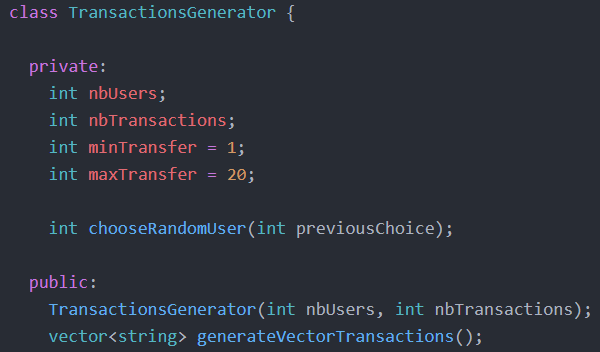 class TransactionsGenerator {
private:
int nbUsers;
int nbTransactions;
int minTransfer = 1;
int maxTransfer = 20;
int chooseRandomUser(int previousChoice);
public:
TransactionsGenerator(int nbUsers, int nbTransactions);
vector<string> generateVectorTransactions();